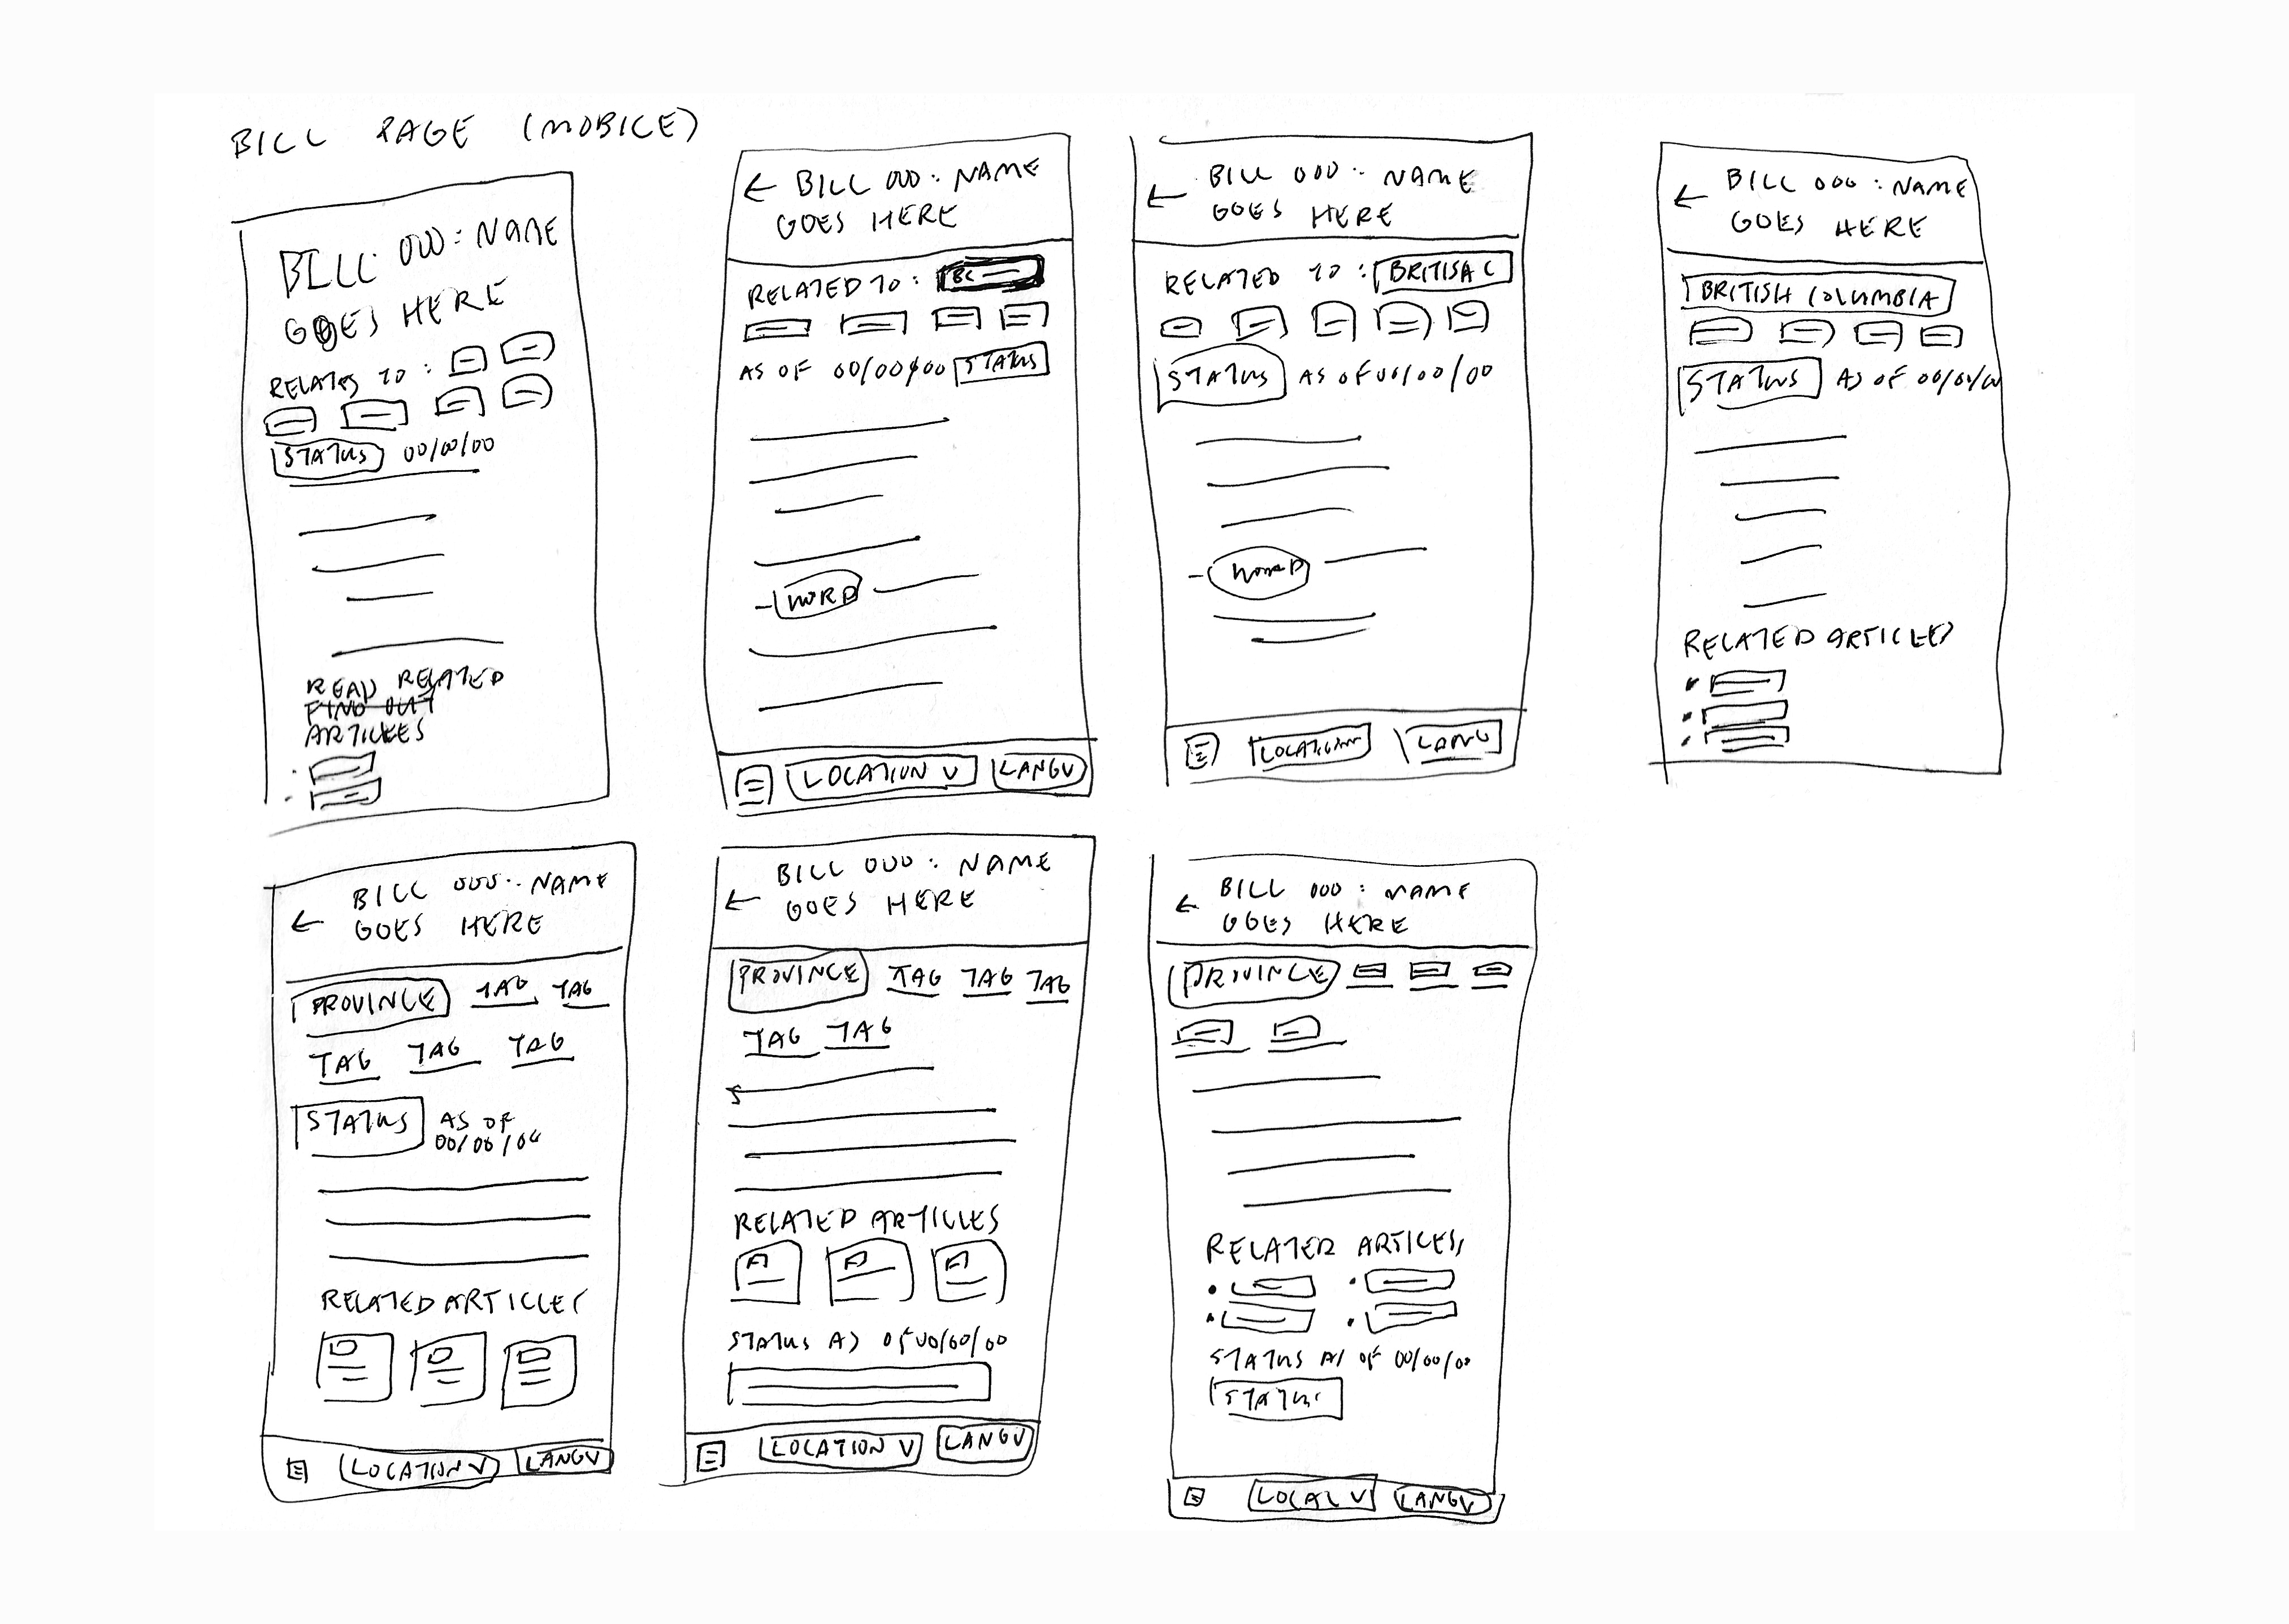 BILL PAGE (MOBILE)
BILL 000: NAME
GOES HERE
RELATES TO:
STATUS 00/00/00
READ RELATED
FIND OUT
ARTICLES
← BILL 000: NAME
GOES HERE
RELATED TO: BC
AS OF 00/00/00 STATUS
WORD
LOCATION V LANG V
← BILL 000: NAME
GOES HERE
RELATED TO: BRITISH C
STATUS AS OF 00/00/00
WORD
LOCATION LANG
← BILL 000: NAME
GOES HERE
BRITISH COLUMBIA
STATUS AS OF 00/00/00
RELATED ARTICLES
← BILL 000: NAME
GOES HERE
PROVINCE TAG TAG
TAG TAG TAG
STATUS AS OF
00/00/00
RELATED ARTICLES
LOCATION V LANG V
← BILL 000: NAME
GOES HERE
PROVINCE TAG TAG TAG
TAG TAG
RELATED ARTICLES
STATUS AS OF 00/00/00
LOCATION V LANG V
← BILL 000: NAME
GOES HERE
PROVINCE
RELATED ARTICLES
STATUS AS OF 00/00/00
STATUS
LOCAL V LANG V